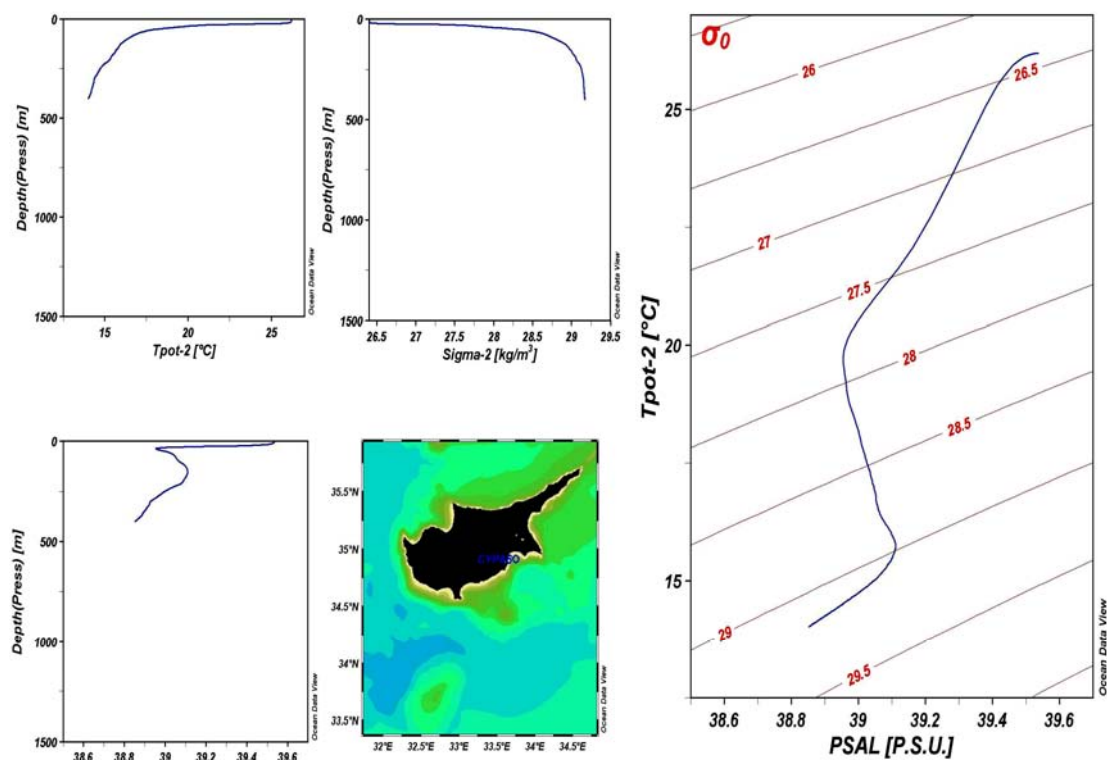 0
500
1000
1500
Depth(Press) [m]
15
20
25
Tpot-2 [ºC]
Ocean Data View
0
500
1000
1500
Depth(Press) [m]
26.5
27
27.5
28
28.5
29
29.5
Sigma-2 [kg/m³]
Ocean Data View
σ0
26
26.5
27
27.5
28
28.5
29
29.5
25
20
15
Tpot-2 [°C]
38.6
38.8
39
39.2
39.4
39.6
PSAL [P.S.U.]
Ocean Data View
0
500
1000
1500
Depth(Press) [m]
38.6
38.8
39
39.2
39.4
39.6
35.5°N
35°N
34.5°N
34°N
33.5°N
32°E
32.5°E
33°E
33.5°E
34°E
34.5°E
Ocean Data View